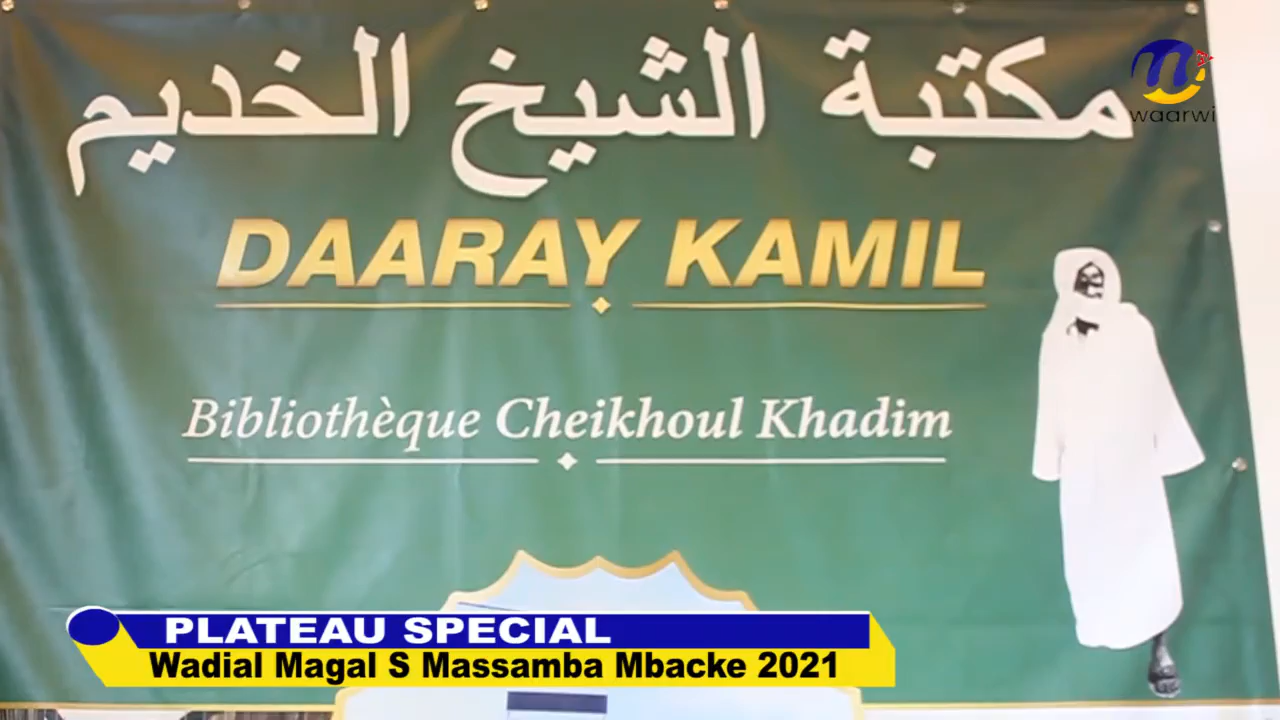 مكتبة الشيخ الخديم
waarwi
DAARAY KAMIL
Bibliothèque Cheikhoul Khadim
PLATEAU SPECIAL
Wadial Magal S Massamba Mbacke 2021